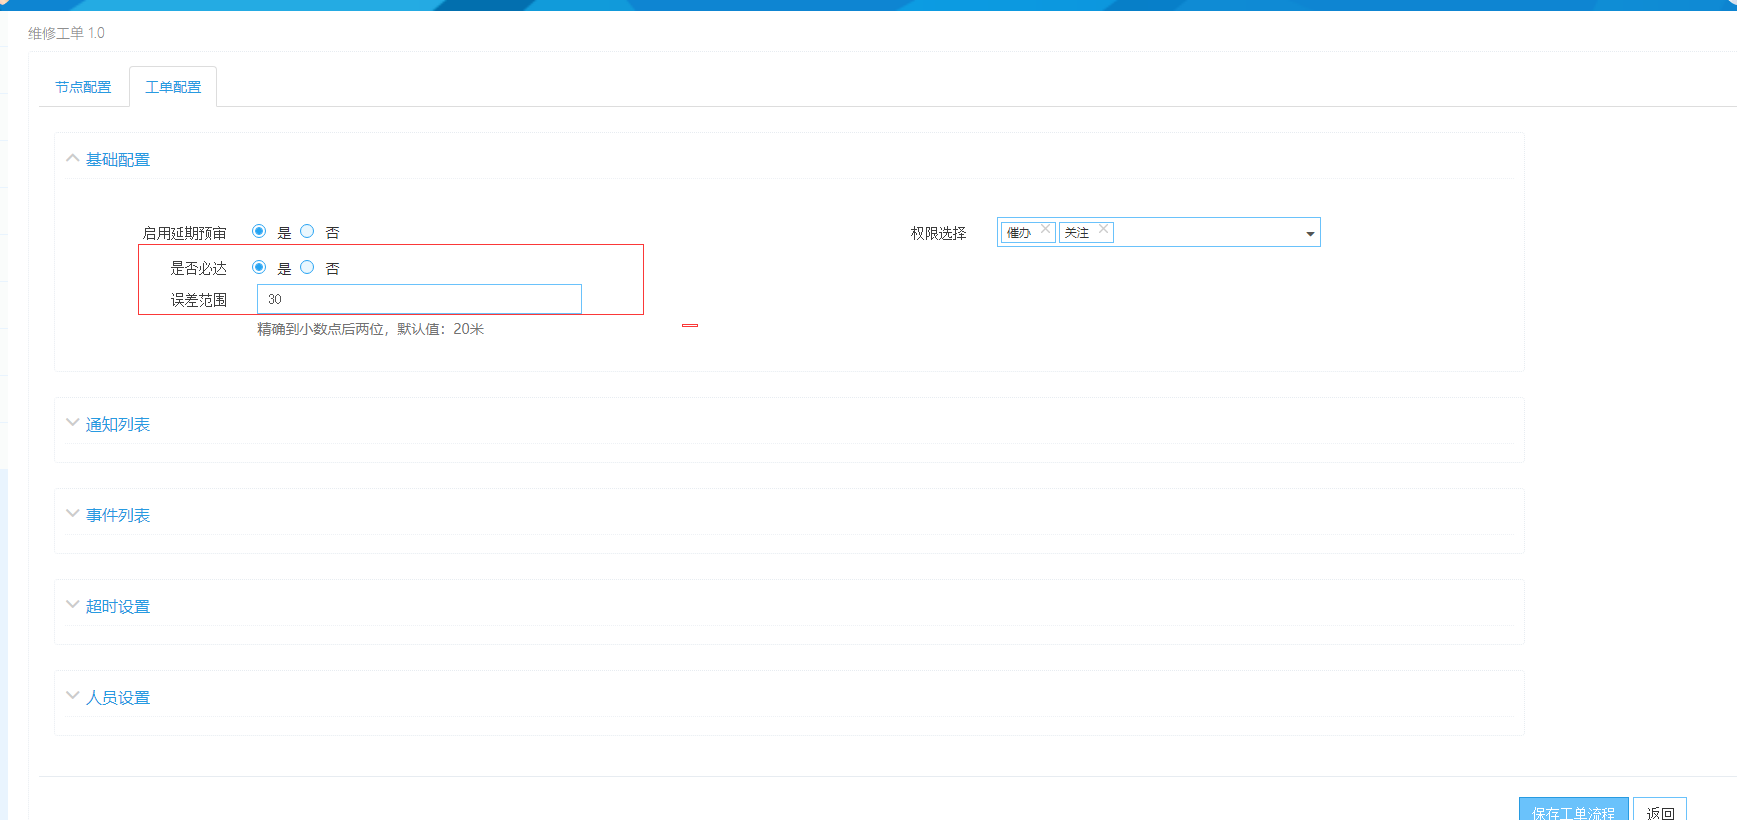 维修工单 1.0
节点配置 工单配置
基础配置
启用延期预审 是 否 权限选择 催办 关注
是否必达 是 否
误差范围 30
精确到小数点后两位，默认值：20米
通知列表
事件列表
超时设置
人员设置
保存工单流程 返回